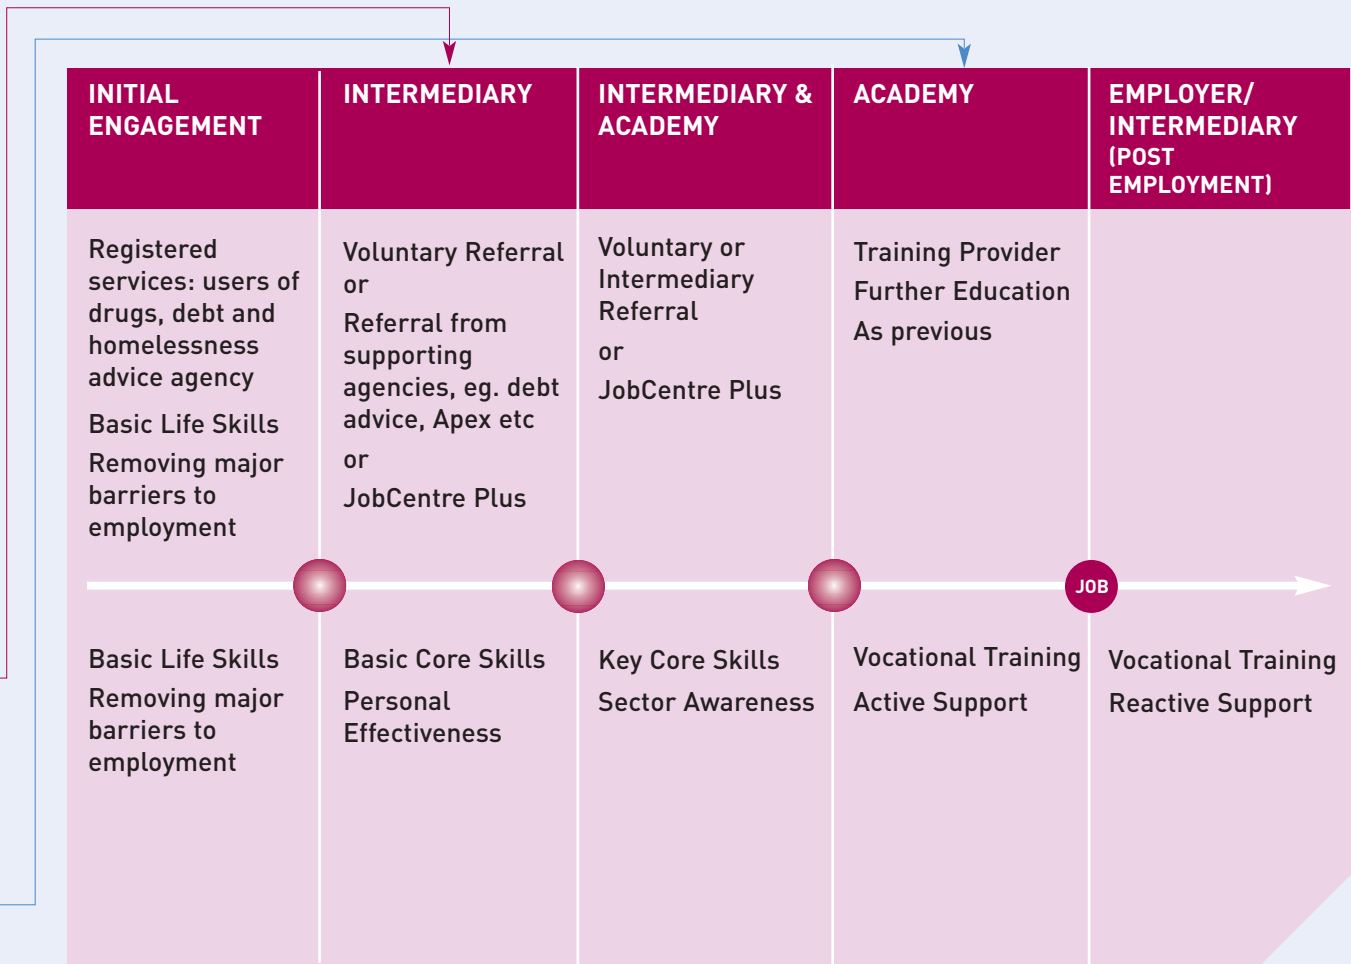 INITIAL
ENGAGEMENT
INTERMEDIARY
INTERMEDIARY &
ACADEMY
ACADEMY
EMPLOYER/
INTERMEDIARY
(POST
EMPLOYMENT)
Registered
services: users of
drugs, debt and
homelessness
advice agency
Basic Life Skills
Removing major
barriers to
employment
Voluntary Referral
or
Referral from
supporting
agencies, eg. debt
advice, Apex etc
or
JobCentre Plus
Voluntary or
Intermediary
Referral
or
JobCentre Plus
Training Provider
Further Education
As previous
JOB
Basic Life Skills
Removing major
barriers to
employment
Basic Core Skills
Personal
Effectiveness
Key Core Skills
Sector Awareness
Vocational Training
Active Support
Vocational Training
Reactive Support